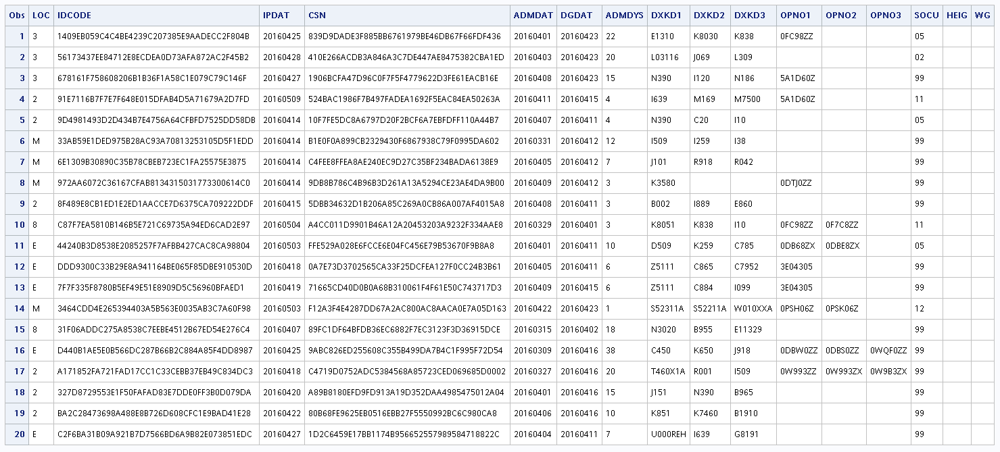 Obs LOC IDCODE IPDAT CSN ADMDAT DGDAT ADMDYS DXKD1 DXKD2 DXKD3 OPNO1 OPNO2 OPNO3 SOCU HEIG WG
1 3 1409EB059C4C4BE4239C207385E9AADECC2F804B 20160425 839D9DADE3F885BB6761979BE46DB67F66FDF436 20160401 20160423 22 E1310 K8030 K838 0FC98ZZ 05
2 3 56173437EE84712E8ECDEA0D73AFA872AC2F45B2 20160428 410E266ACDB3A846A3C7DE447AE8475382CBA1ED 20160403 20160423 20 L03116 J069 L309 02
3 3 678161F758608206B1B36F1A58C1E079C79C146F 20160427 1906BCFA47D96C0F7F5F4779622D3FE61EACB16E 20160408 20160423 15 N390 I120 N186 5A1D60Z 99
4 2 91E7116B7F7E7F648E015DFAB4D5A71679A2D7FD 20160509 524BAC1986F7B497FADEA1692F5EAC84EA50263A 20160411 20160415 4 I639 M169 M7500 5A1D60Z 11
5 2 9D4981493D2D434B7E4756A64CFBFD7525DD58DB 20160414 10F7FE5DC8A6797D20F2BCF6A7EBFDFF110A44B7 20160407 20160411 4 N390 C20 I10 05
6 M 33AB59E1DED975B28AC93A70813253105D5F1EDD 20160414 B1E0F0A899CB2329430F6867938C79F0995DA602 20160331 20160412 12 I509 I259 I38 99
7 M 6E1309B30890C35B78CBEB723EC1FA25575E3875 20160414 C4FEE8FFEA8AE240EC9D27C35BF234BADA6138E9 20160405 20160412 7 J101 R918 R042 99
8 M 972AA6072C36167CFAB8134315031773300614C0 20160414 9DB8B786C4B96B3D261A13A5294CE23AE4DA9B00 20160409 20160412 3 K3580 0DTJ0ZZ 99
9 2 8F489E8CB1ED1E2ED1AACCE7D6375CA709222DDF 20160415 5DBB34632D1B206A85C269A0CB86A007AF4015A8 20160408 20160411 3 B002 I889 E860 99
10 8 C87F7EA5810B146B5E721C69735A94ED6CAD2E97 20160504 A4CC011D9901B46A12A20453203A9232F334AAE8 20160329 20160401 3 K8051 K838 I10 0FC98ZZ 0F7C8ZZ 11
11 E 44240B3D8538E2085257F7AFBB427CAC8CA98804 20160503 FFE529A028E6FCCE6E04FC456E79B53670F9B8A8 20160401 20160411 10 D509 K259 C785 0DB68ZX 0DBE8ZX 05
12 E DDD9300C33B29E8A941164BE065F85DBE910530D 20160418 0A7E73D3702565CA33F25DCFEA127F0CC24B3B61 20160405 20160411 6 Z5111 C865 C7952 3E04305 99
13 E 7F7F335F8780B5EF49E51E8909D5C56960BFAED1 20160419 71665CD40D0B0A68B310061F4F61E50C743717D3 20160409 20160415 6 Z5111 C884 I099 3E04305 99
14 M 3464CDD4E265394403A5B563E0035AB3C7A60F98 20160503 F12A3F4E4287DD67A2AC800AC8AACA0E7A05D163 20160422 20160423 1 S52311A S52211A W010XXA 0PSH06Z 0PSK06Z 12
15 8 31F06ADDC275A8538C7EEBE4512B67ED54E276C4 20160407 89FC1DF64BFDB36EC6882F7EC3123F3D36915DCE 20160315 20160402 18 N3020 B955 E11329 99
16 E D440B1AE5E0B566DC287B66B2C884A85F4DD8987 20160425 9ABC826ED255608C355B499DA7B4C1F995F72D54 20160309 20160416 38 C450 K650 J918 0DBW0ZZ 0DBS0ZZ 0WQF0ZZ 99
17 2 A171852FA721FAD17CC1C33CEBB37EB49C834DC3 20160418 C4719D0752ADC5384568A85723CED069685D0002 20160327 20160416 20 T460X1A R001 I509 0W993ZZ 0W993ZX 0W9B3ZX 99
18 2 327D8729553E1F50FAFAD83E7DDE0FF3B0D079DA 20160420 A89B8180EFD9FD913A19D352DAA4985475012A04 20160401 20160416 15 J151 N390 B965 99
19 2 BA2C28473698A488E8B726D608CFC1E9BAD41E28 20160422 80B68FE9625EB0516EBB27F5550992BC6C980CA8 20160406 20160416 10 K851 K7460 B1910 99
20 E C2F6BA31B09A921B7D7566BD6A9B82E073851EDC 20160427 1D2C6459E17BB1174B956652557989584718822C 20160404 20160411 7 U000REH I639 G8191 99